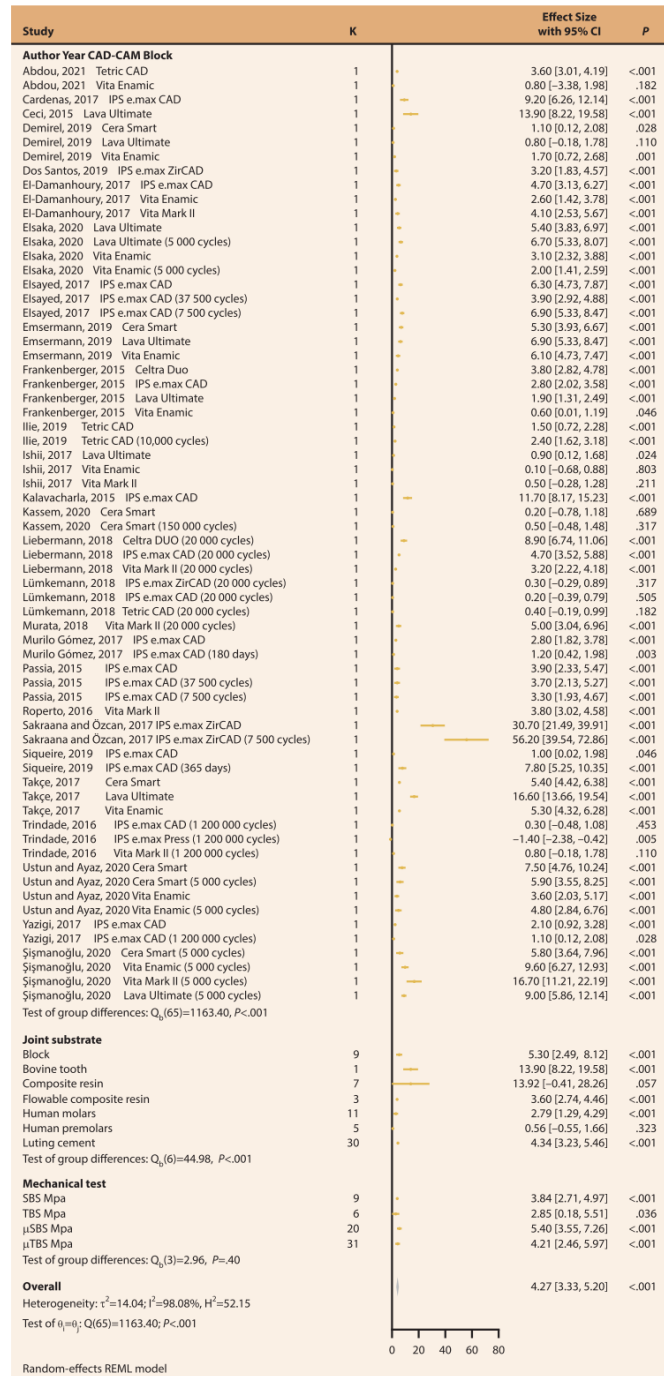 Study K Effect Size with 95% CI P
Author Year CAD-CAM Block
Abdou, 2021 Tetric CAD 1 3.60 [3.01, 4.19] <.001
Abdou, 2021 Vita Enamic 1 0.80 [−3.38, 1.98] .182
Cardenas, 2017 IPS e.max CAD 1 9.20 [6.26, 12.14] <.001
Ceci, 2015 Lava Ultimate 1 13.90 [8.22, 19.58] <.001
Demirel, 2019 Cera Smart 1 1.10 [0.12, 2.08] .028
Demirel, 2019 Lava Ultimate 1 0.80 [−0.18, 1.78] .110
Demirel, 2019 Vita Enamic 1 1.70 [0.72, 2.68] .001
Dos Santos, 2019 IPS e.max ZirCAD 1 3.20 [1.83, 4.57] <.001
El-Damanhoury, 2017 IPS e.max CAD 1 4.70 [3.13, 6.27] <.001
El-Damanhoury, 2017 Vita Enamic 1 2.60 [1.42, 3.78] <.001
El-Damanhoury, 2017 Vita Mark II 1 4.10 [2.53, 5.67] <.001
Elsaka, 2020 Lava Ultimate 1 5.40 [3.83, 6.97] <.001
Elsaka, 2020 Lava Ultimate (5 000 cycles) 1 6.70 [5.33, 8.07] <.001
Elsaka, 2020 Vita Enamic 1 3.10 [2.32, 3.88] <.001
Elsaka, 2020 Vita Enamic (5 000 cycles) 1 2.00 [1.41, 2.59] <.001
Elsayed, 2017 IPS e.max CAD 1 6.30 [4.73, 7.87] <.001
Elsayed, 2017 IPS e.max CAD (37 500 cycles) 1 3.90 [2.92, 4.88] <.001
Elsayed, 2017 IPS e.max CAD (7 500 cycles) 1 6.90 [5.33, 8.47] <.001
Emsermann, 2019 Cera Smart 1 5.30 [3.93, 6.67] <.001
Emsermann, 2019 Lava Ultimate 1 6.90 [5.33, 8.47] <.001
Emsermann, 2019 Vita Enamic 1 6.10 [4.73, 7.47] <.001
Frankenberger, 2015 Celtra Duo 1 3.80 [2.82, 4.78] <.001
Frankenberger, 2015 IPS e.max CAD 1 2.80 [2.02, 3.58] <.001
Frankenberger, 2015 Lava Ultimate 1 1.90 [1.31, 2.49] <.001
Frankenberger, 2015 Vita Enamic 1 0.60 [0.01, 1.19] .046
Ilie, 2019 Tetric CAD 1 1.50 [0.72, 2.28] <.001
Ilie, 2019 Tetric CAD (10,000 cycles) 1 2.40 [1.62, 3.18] <.001
Ishii, 2017 Lava Ultimate 1 0.90 [0.12, 1.68] .024
Ishii, 2017 Vita Enamic 1 0.10 [−0.68, 0.88] .803
Ishii, 2017 Vita Mark II 1 0.50 [−0.28, 1.28] .211
Kalavacharla, 2015 IPS e.max CAD 1 11.70 [8.17, 15.23] <.001
Kassem, 2020 Cera Smart 1 0.20 [−0.78, 1.18] .689
Kassem, 2020 Cera Smart (150 000 cycles) 1 0.50 [−0.48, 1.48] .317
Liebermann, 2018 Celtra DUO (20 000 cycles) 1 8.90 [6.74, 11.06] <.001
Liebermann, 2018 IPS e.max CAD (20 000 cycles) 1 4.70 [3.52, 5.88] <.001
Liebermann, 2018 Vita Mark II (20 000 cycles) 1 3.20 [2.22, 4.18] <.001
Lümkemann, 2018 IPS e.max ZirCAD (20 000 cycles) 1 0.30 [−0.29, 0.89] .317
Lümkemann, 2018 IPS e.max CAD (20 000 cycles) 1 0.20 [−0.39, 0.79] .505
Lümkemann, 2018 Tetric CAD (20 000 cycles) 1 0.40 [−0.19, 0.99] .182
Murata, 2018 Vita Mark II (20 000 cycles) 1 5.00 [3.04, 6.96] <.001
Murilo Gómez, 2017 IPS e.max CAD 1 2.80 [1.82, 3.78] <.001
Murilo Gómez, 2017 IPS e.max CAD (180 days) 1 1.20 [0.42, 1.98] .003
Passia, 2015 IPS e.max CAD 1 3.90 [2.33, 5.47] <.001
Passia, 2015 IPS e.max CAD (37 500 cycles) 1 3.70 [2.13, 5.27] <.001
Passia, 2015 IPS e.max CAD (7 500 cycles) 1 3.30 [1.93, 4.67] <.001
Roperto, 2016 Vita Mark II 1 3.80 [3.02, 4.58] <.001
Sakraana and Özcan, 2017 IPS e.max ZirCAD 1 30.70 [21.49, 39.91] <.001
Sakraana and Özcan, 2017 IPS e.max ZirCAD (7 500 cycles) 1 56.20 [39.54, 72.86] <.001
Siqueire, 2019 IPS e.max CAD 1 1.00 [0.02, 1.98] .046
Siqueire, 2019 IPS e.max CAD (365 days) 1 7.80 [5.25, 10.35] <.001
Takçe, 2017 Cera Smart 1 5.40 [4.42, 6.38] <.001
Takçe, 2017 Lava Ultimate 1 16.60 [13.66, 19.54] <.001
Takçe, 2017 Vita Enamic 1 5.30 [4.32, 6.28] <.001
Trindade, 2016 IPS e.max CAD (1 200 000 cycles) 1 0.30 [−0.48, 1.08] .453
Trindade, 2016 IPS e.max Press (1 200 000 cycles) 1 −1.40 [−2.38, −0.42] .005
Trindade, 2016 Vita Mark II (1 200 000 cycles) 1 0.80 [−0.18, 1.78] .110
Ustun and Ayaz, 2020 Cera Smart 1 7.50 [4.76, 10.24] <.001
Ustun and Ayaz, 2020 Cera Smart (5 000 cycles) 1 5.90 [3.55, 8.25] <.001
Ustun and Ayaz, 2020 Vita Enamic 1 3.60 [2.03, 5.17] <.001
Ustun and Ayaz, 2020 Vita Enamic (5 000 cycles) 1 4.80 [2.84, 6.76] <.001
Yazigi, 2017 IPS e.max CAD 1 2.10 [0.92, 3.28] <.001
Yazigi, 2017 IPS e.max CAD (1 200 000 cycles) 1 1.10 [0.12, 2.08] .028
Şişmanoğlu, 2020 Cera Smart (5 000 cycles) 1 5.80 [3.64, 7.96] <.001
Şişmanoğlu, 2020 Vita Enamic (5 000 cycles) 1 9.60 [6.27, 12.93] <.001
Şişmanoğlu, 2020 Vita Mark II (5 000 cycles) 1 16.70 [11.21, 22.19] <.001
Şişmanoğlu, 2020 Lava Ultimate (5 000 cycles) 1 9.00 [5.86, 12.14] <.001
Test of group differences: Qb(65)=1163.40, P<.001
Joint substrate
Block 9 5.30 [2.49, 8.12] <.001
Bovine tooth 1 13.90 [8.22, 19.58] <.001
Composite resin 7 13.92 [−0.41, 28.26] .057
Flowable composite resin 3 3.60 [2.74, 4.46] <.001
Human molars 11 2.79 [1.29, 4.29] <.001
Human premolars 5 0.56 [−0.55, 1.66] .323
Luting cement 30 4.34 [3.23, 5.46] <.001
Test of group differences: Qb(6)=44.98, P<.001
Mechanical test
SBS Mpa 9 3.84 [2.71, 4.97] <.001
TBS Mpa 6 2.85 [0.18, 5.51] .036
μSBS Mpa 20 5.40 [3.55, 7.26] <.001
μTBS Mpa 31 4.21 [2.46, 5.97] <.001
Test of group differences: Qb(3)=2.96, P=.40
Overall 4.27 [3.33, 5.20] <.001
Heterogeneity: τ²=14.04; I²=98.08%, H²=52.15
Test of θi=θj: Q(65)=1163.40; P<.001
0 20 40 60 80
Random-effects REML model